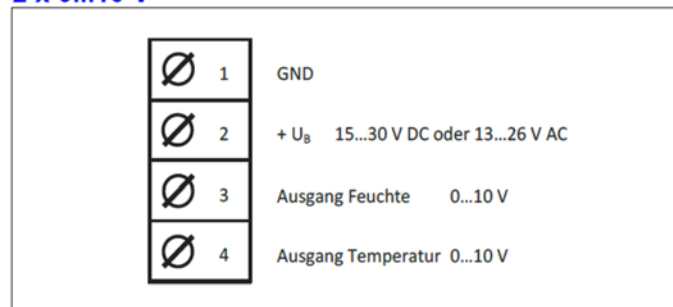 1 GND
2 + UB 15...30 V DC oder 13...26 V AC
3 Ausgang Feuchte 0...10 V
4 Ausgang Temperatur 0...10 V